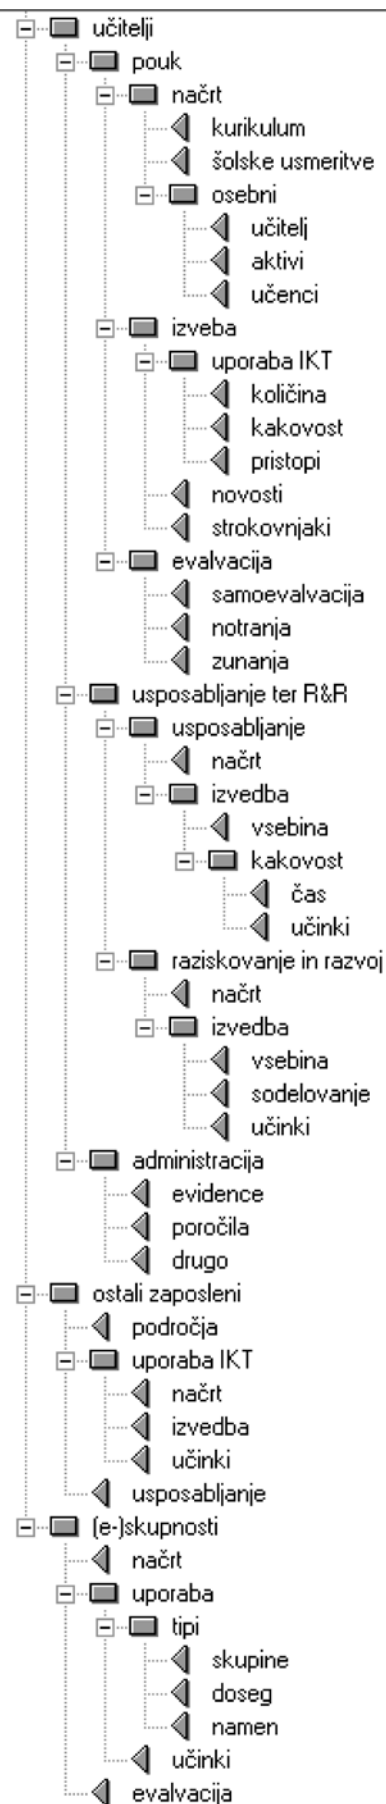 učitelji
pouk
načrt
kurikulum
šolske usmeritve
osebni
učitelj
aktivi
učenci
izveba
uporaba IKT
količina
kakovost
pristopi
novosti
strokovnjaki
evalvacija
samoevalvacija
notranja
zunanja
usposabljanje ter R&R
usposabljanje
načrt
izvedba
vsebina
kakovost
čas
učinki
raziskovanje in razvoj
načrt
izvedba
vsebina
sodelovanje
učinki
administracija
evidence
poročila
drugo
ostali zaposleni
področja
uporaba IKT
načrt
izvedba
učinki
usposabljanje
(e-)skupnosti
načrt
uporaba
tipi
skupine
doseg
namen
učinki
evalvacija